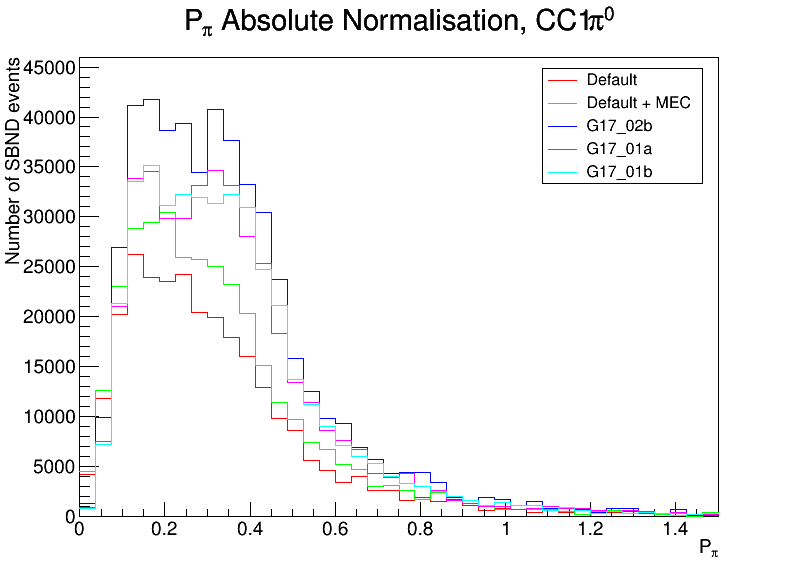 Pπ Absolute Normalisation, CC1π⁰
Number of SBND events
45000
40000
35000
30000
25000
20000
15000
10000
5000
0
Default
Default + MEC
G17_02b
G17_01a
G17_01b
0 0.2 0.4 0.6 0.8 1 1.2 1.4
Pπ